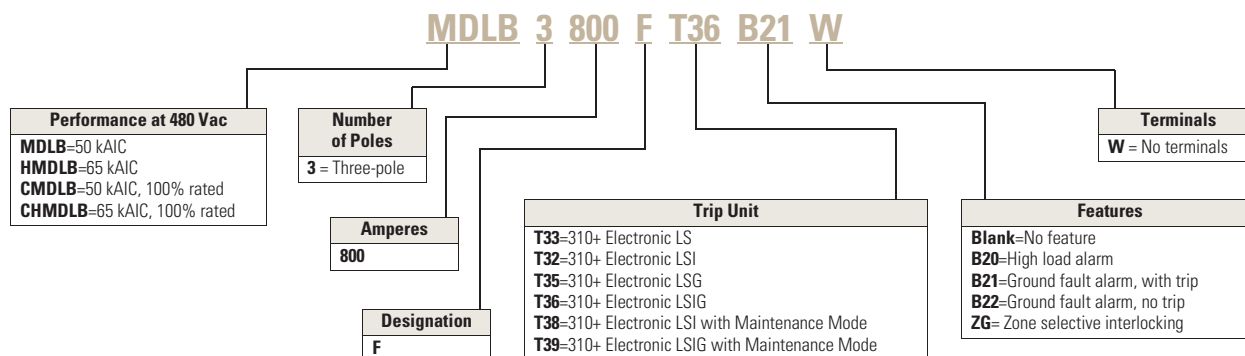 MDLB 3 800 F T36 B21 W
Performance at 480 Vac
MDLB=50 kAIC
HMDLB=65 kAIC
CMDLB=50 kAIC, 100% rated
CHMDLB=65 kAIC, 100% rated
Number
of Poles
3 = Three-pole
Amperes
800
Designation
F
Trip Unit
T33=310+ Electronic LS
T32=310+ Electronic LSI
T35=310+ Electronic LSG
T36=310+ Electronic LSIG
T38=310+ Electronic LSI with Maintenance Mode
T39=310+ Electronic LSIG with Maintenance Mode
Features
Blank=No feature
B20=High load alarm
B21=Ground fault alarm, with trip
B22=Ground fault alarm, no trip
ZG= Zone selective interlocking
Terminals
W = No terminals